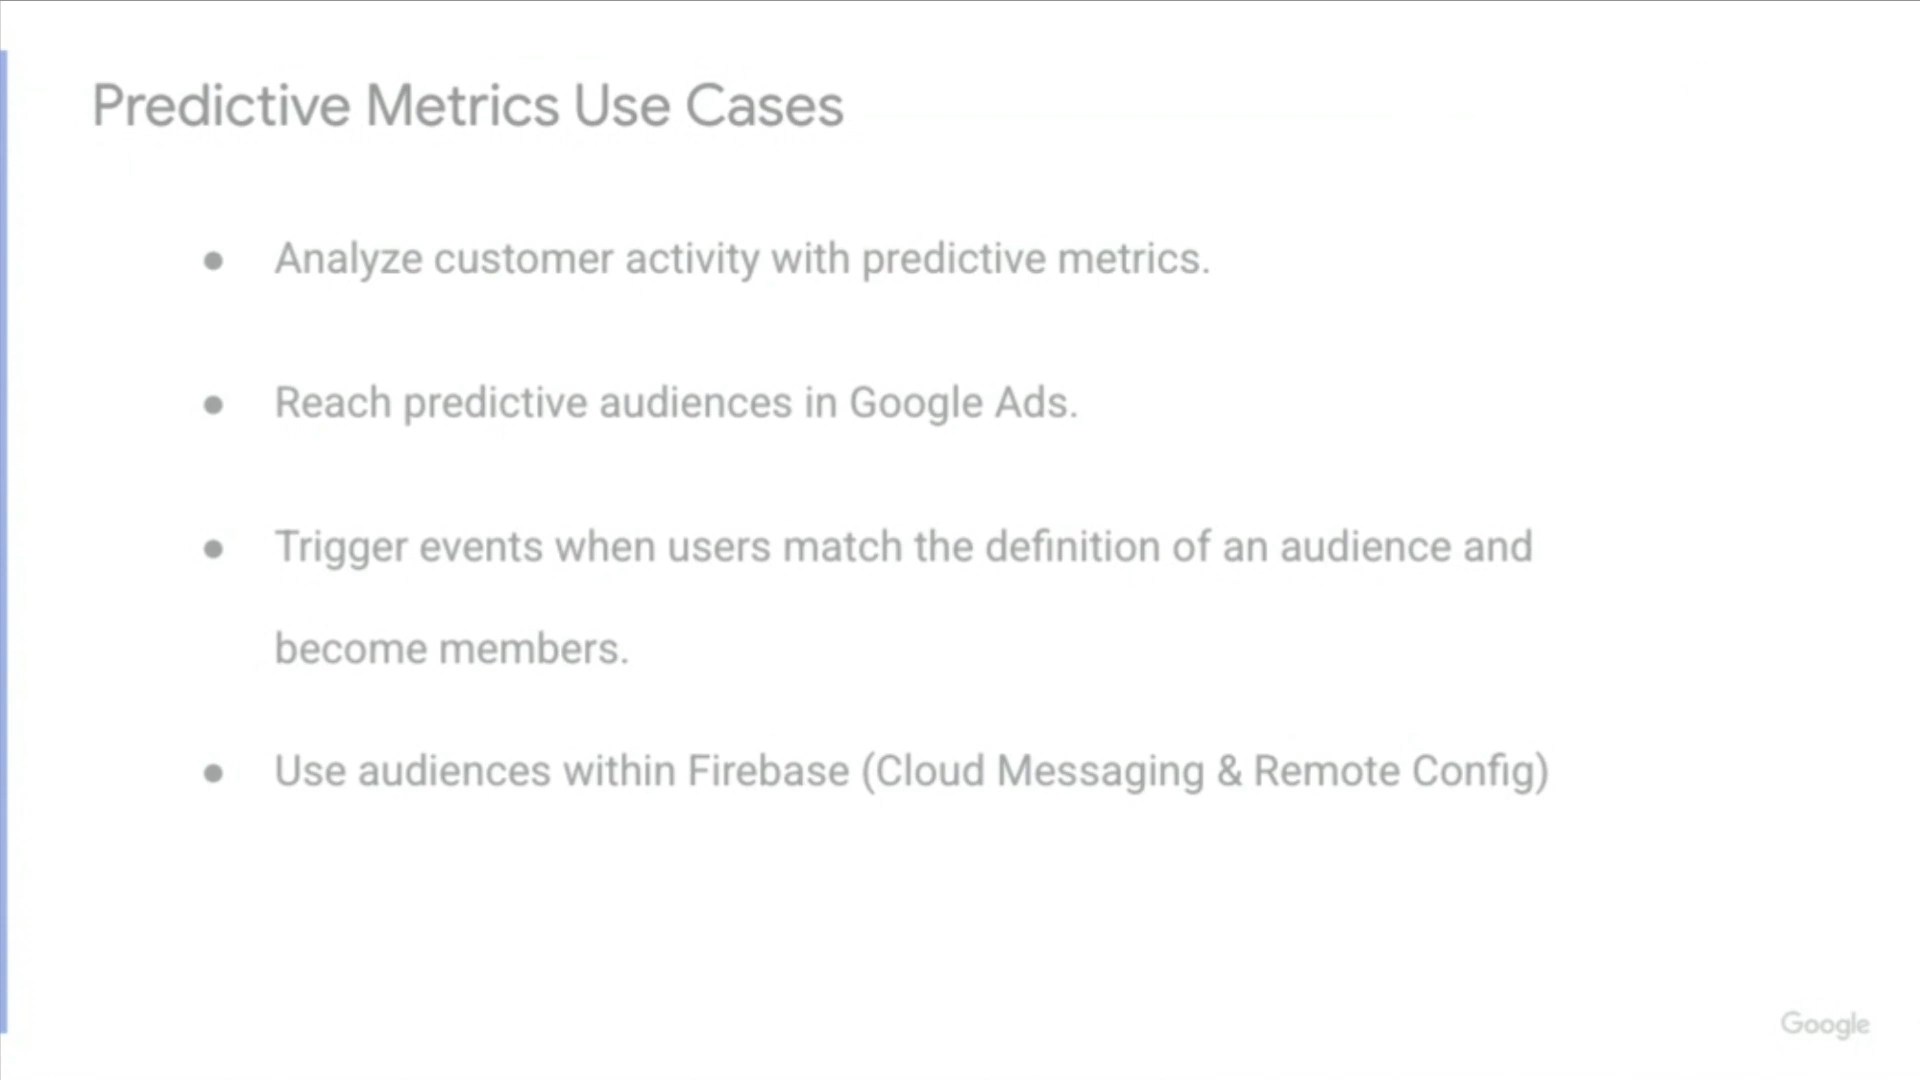 Predictive Metrics Use Cases
● Analyze customer activity with predictive metrics.
● Reach predictive audiences in Google Ads.
● Trigger events when users match the definition of an audience and
become members.
● Use audiences within Firebase (Cloud Messaging & Remote Config)
Google